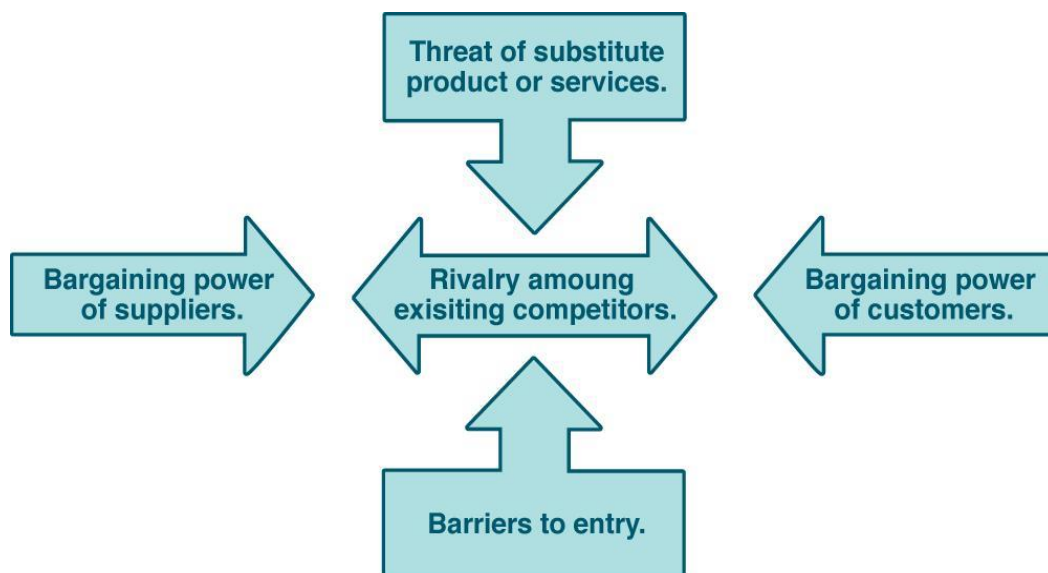 Threat of substitute
product or services.
Bargaining power
of suppliers.
Rivalry amoung
exisiting competitors.
Bargaining power
of customers.
Barriers to entry.